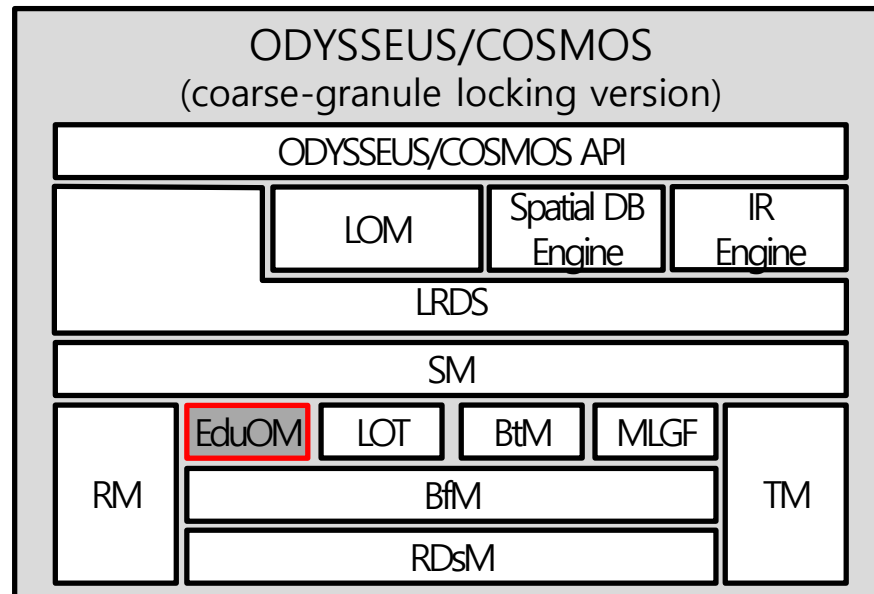 ODYSSEUS/COSMOS
(coarse-granule locking version)
ODYSSEUS/COSMOS API
LOM
Spatial DB
Engine
IR
Engine
LRDS
SM
RM
EduOM
LOT
BtM
MLGF
TM
BfM
RDsM